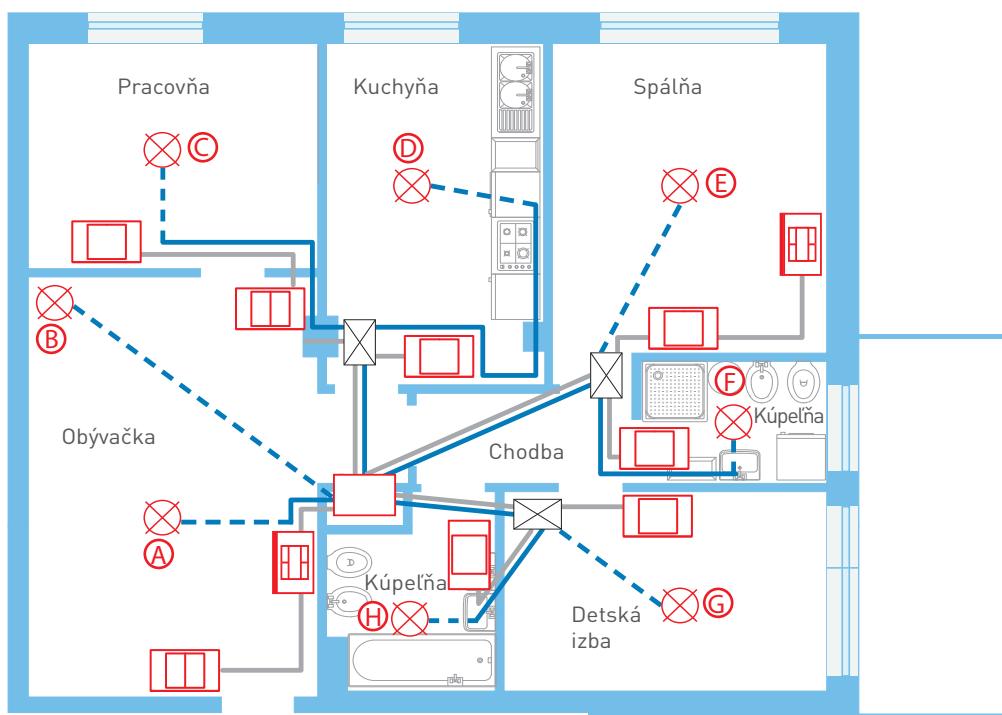 Pracovňa
Kuchyňa
Spálňa
C
D
E
B
F
Kúpeľňa
Obývačka
Chodba
A
Kúpeľňa
H
G
Detská
izba